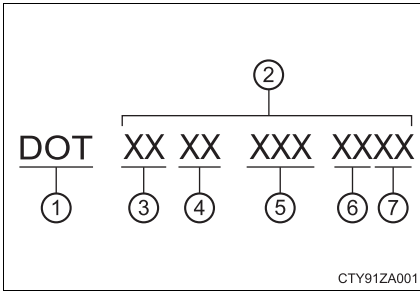 ②
DOT XX XX XXX XXXX
① ③ ④ ⑤ ⑥ ⑦
CTY91ZA001